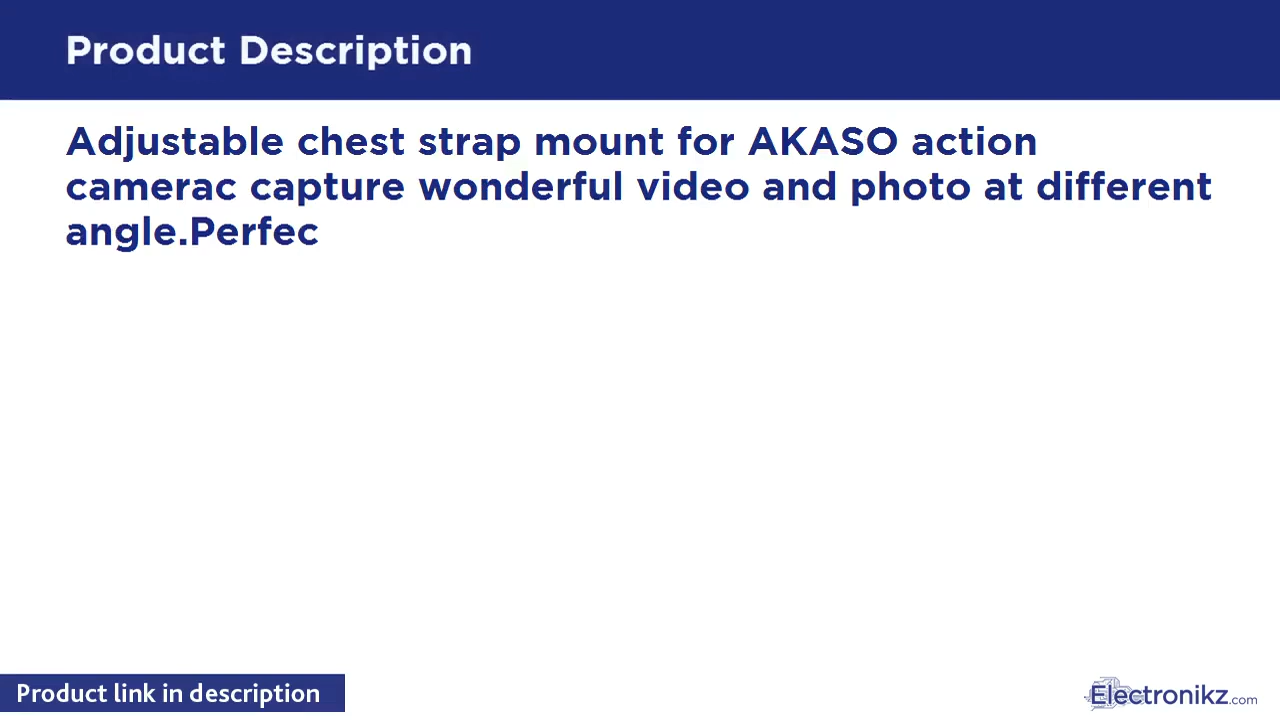 Product Description
Adjustable chest strap mount for AKASO action
camerac capture wonderful video and photo at different
angle.Perfec
Product link in description
Electronikz.com